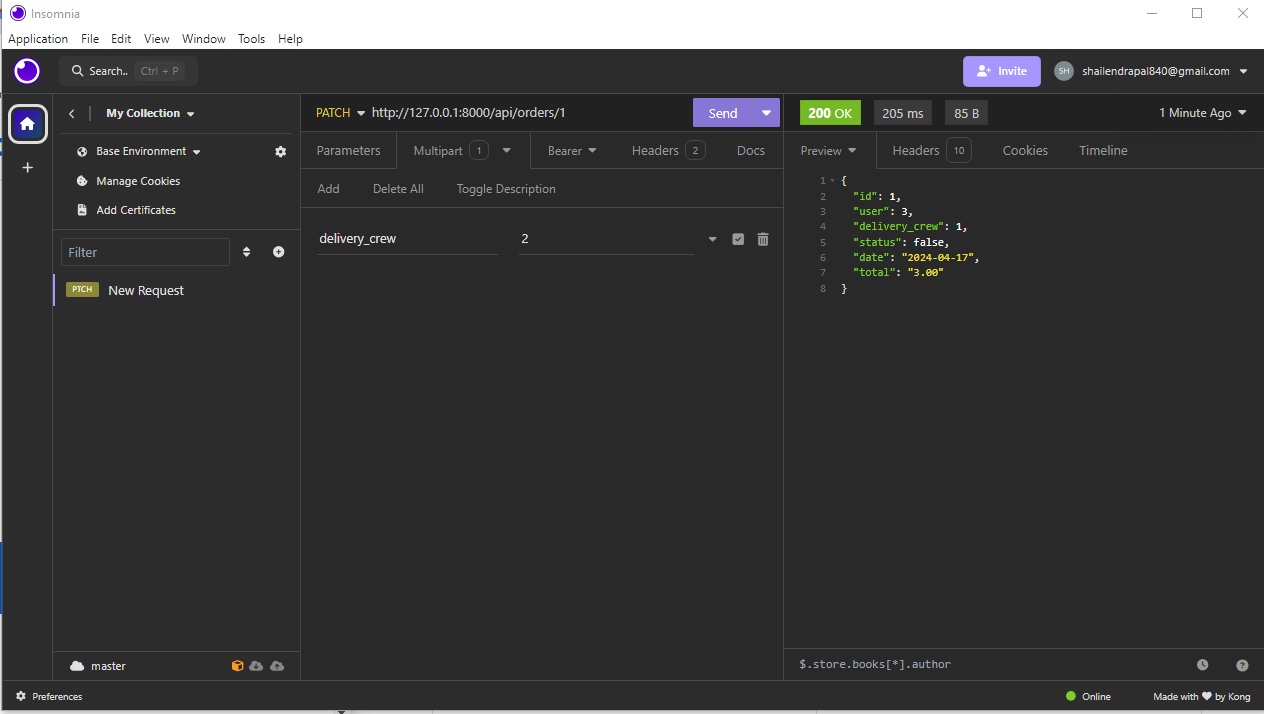 Insomnia
Application File Edit View Window Tools Help
Search.. Ctrl + P
Invite
SH shailendrapal840@gmail.com
My Collection
Base Environment
Manage Cookies
Add Certificates
Filter
PTCH New Request
master
PATCH http://127.0.0.1:8000/api/orders/1
Send
Parameters Multipart 1 Bearer Headers 2 Docs
Add Delete All Toggle Description
delivery_crew 2
200 OK 205 ms 85 B 1 Minute Ago
Preview Headers 10 Cookies Timeline
1 {
2 "id": 1,
3 "user": 3,
4 "delivery_crew": 1,
5 "status": false,
6 "date": "2024-04-17",
7 "total": "3.00"
8 }
$.store.books[*].author
Preferences
Online
Made with ❤ by Kong